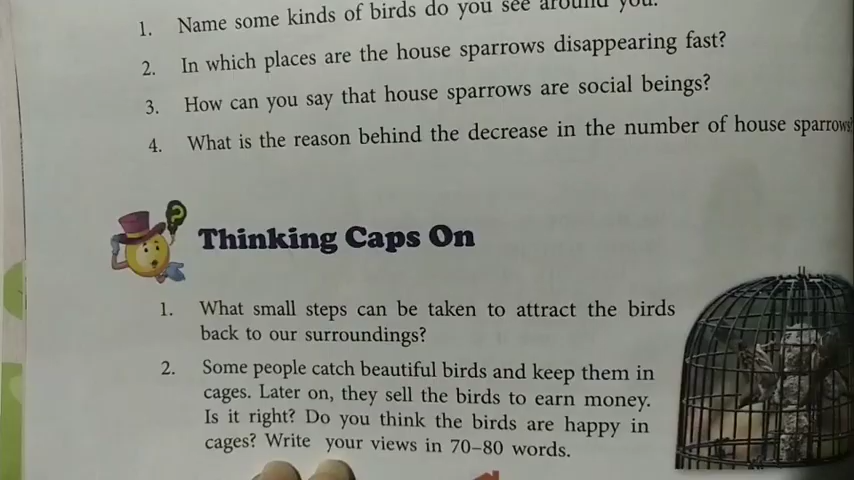 1. Name some kinds of birds do you see around you.
2. In which places are the house sparrows disappearing fast?
3. How can you say that house sparrows are social beings?
4. What is the reason behind the decrease in the number of house sparrows?
?
Thinking Caps On
1. What small steps can be taken to attract the birds
back to our surroundings?
2. Some people catch beautiful birds and keep them in
cages. Later on, they sell the birds to earn money.
Is it right? Do you think the birds are happy in
cages? Write your views in 70–80 words.